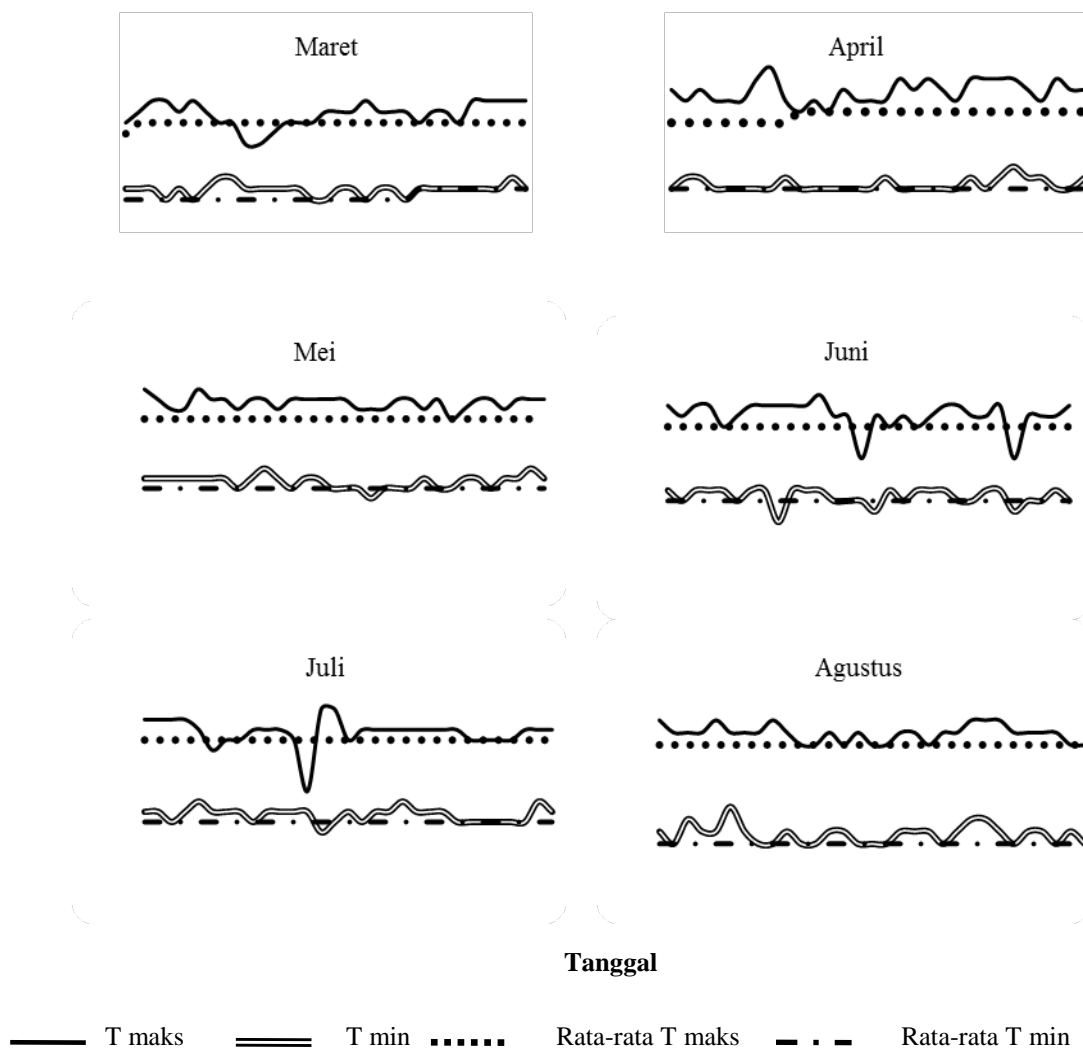 Maret
April
Mei
Juni
Juli
Agustus
Tanggal
T maks T min Rata-rata T maks Rata-rata T min